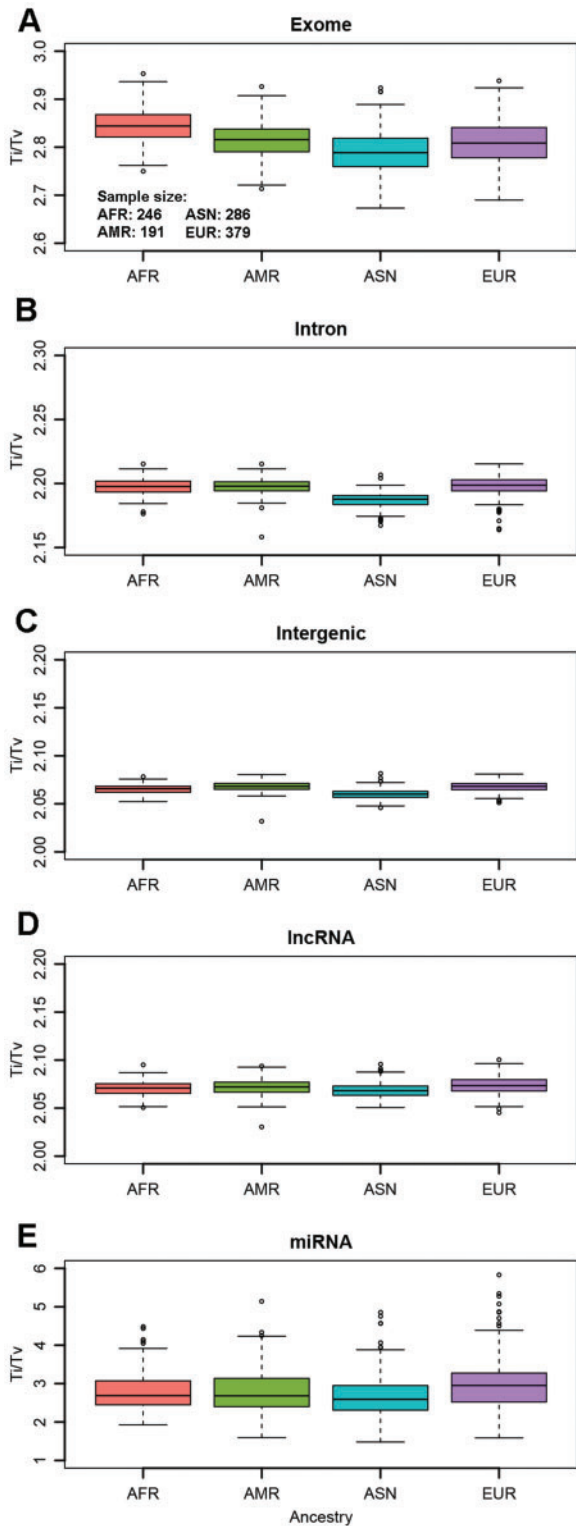 A
Exome
Ti/Tv
3.0
2.9
2.8
2.7
2.6
Sample size:
AFR: 246 ASN: 286
AMR: 191 EUR: 379
AFR AMR ASN EUR
B
Intron
Ti/Tv
2.30
2.25
2.20
2.15
AFR AMR ASN EUR
C
Intergenic
Ti/Tv
2.20
2.15
2.10
2.05
2.00
AFR AMR ASN EUR
D
lncRNA
Ti/Tv
2.20
2.15
2.10
2.05
2.00
AFR AMR ASN EUR
E
miRNA
Ti/Tv
6
5
4
3
2
1
AFR AMR ASN EUR
Ancestry